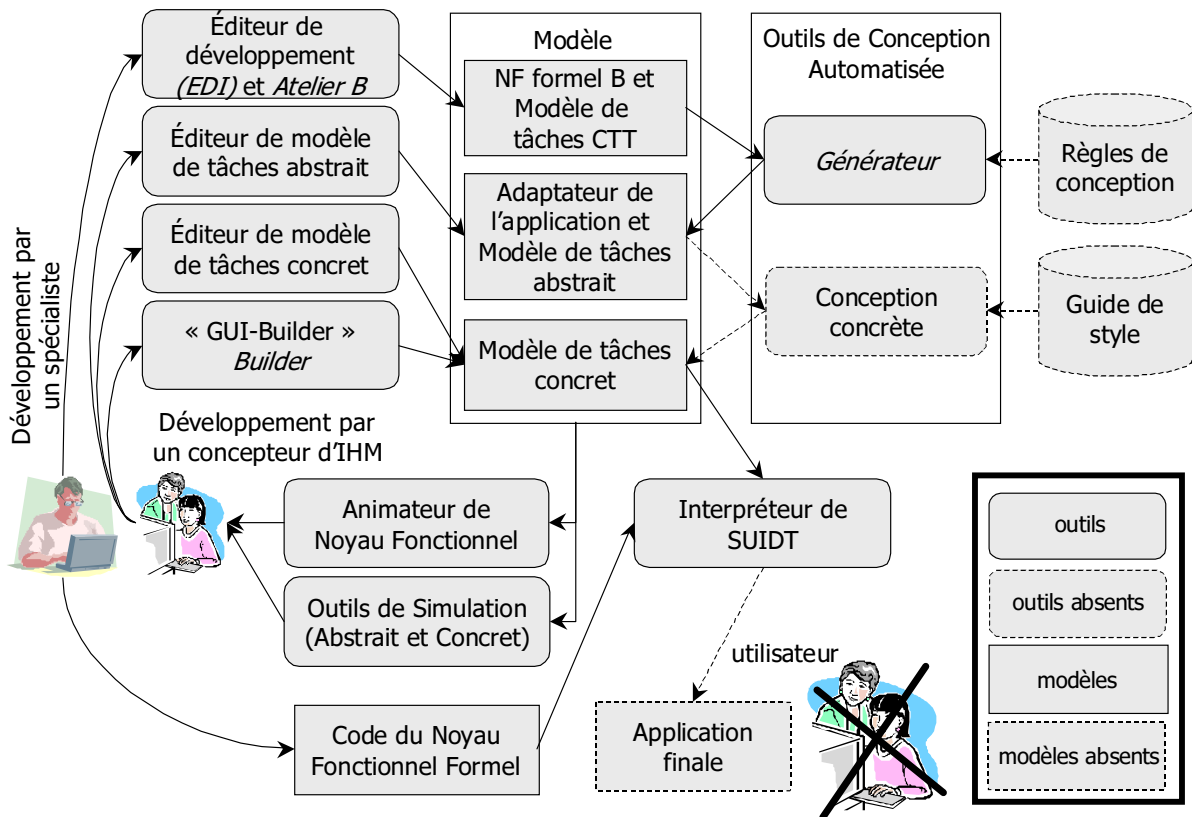 Éditeur de
développement
(EDI) et Atelier B
Éditeur de modèle
de tâches abstrait
Éditeur de modèle
de tâches concret
« GUI-Builder »
Builder
Développement par
un spécialiste
Développement par
un concepteur d'IHM
Modèle
NF formel B et
Modèle de
tâches CTT
Adaptateur de
l'application et
Modèle de tâches
abstrait
Modèle de tâches
concret
Outils de Conception
Automatisée
Générateur
Conception
concrète
Règles de
conception
Guide de
style
Animateur de
Noyau Fonctionnel
Outils de Simulation
(Abstrait et Concret)
Code du Noyau
Fonctionnel Formel
Interpréteur de
SUIDT
utilisateur
Application
finale
outils
outils absents
modèles
modèles absents